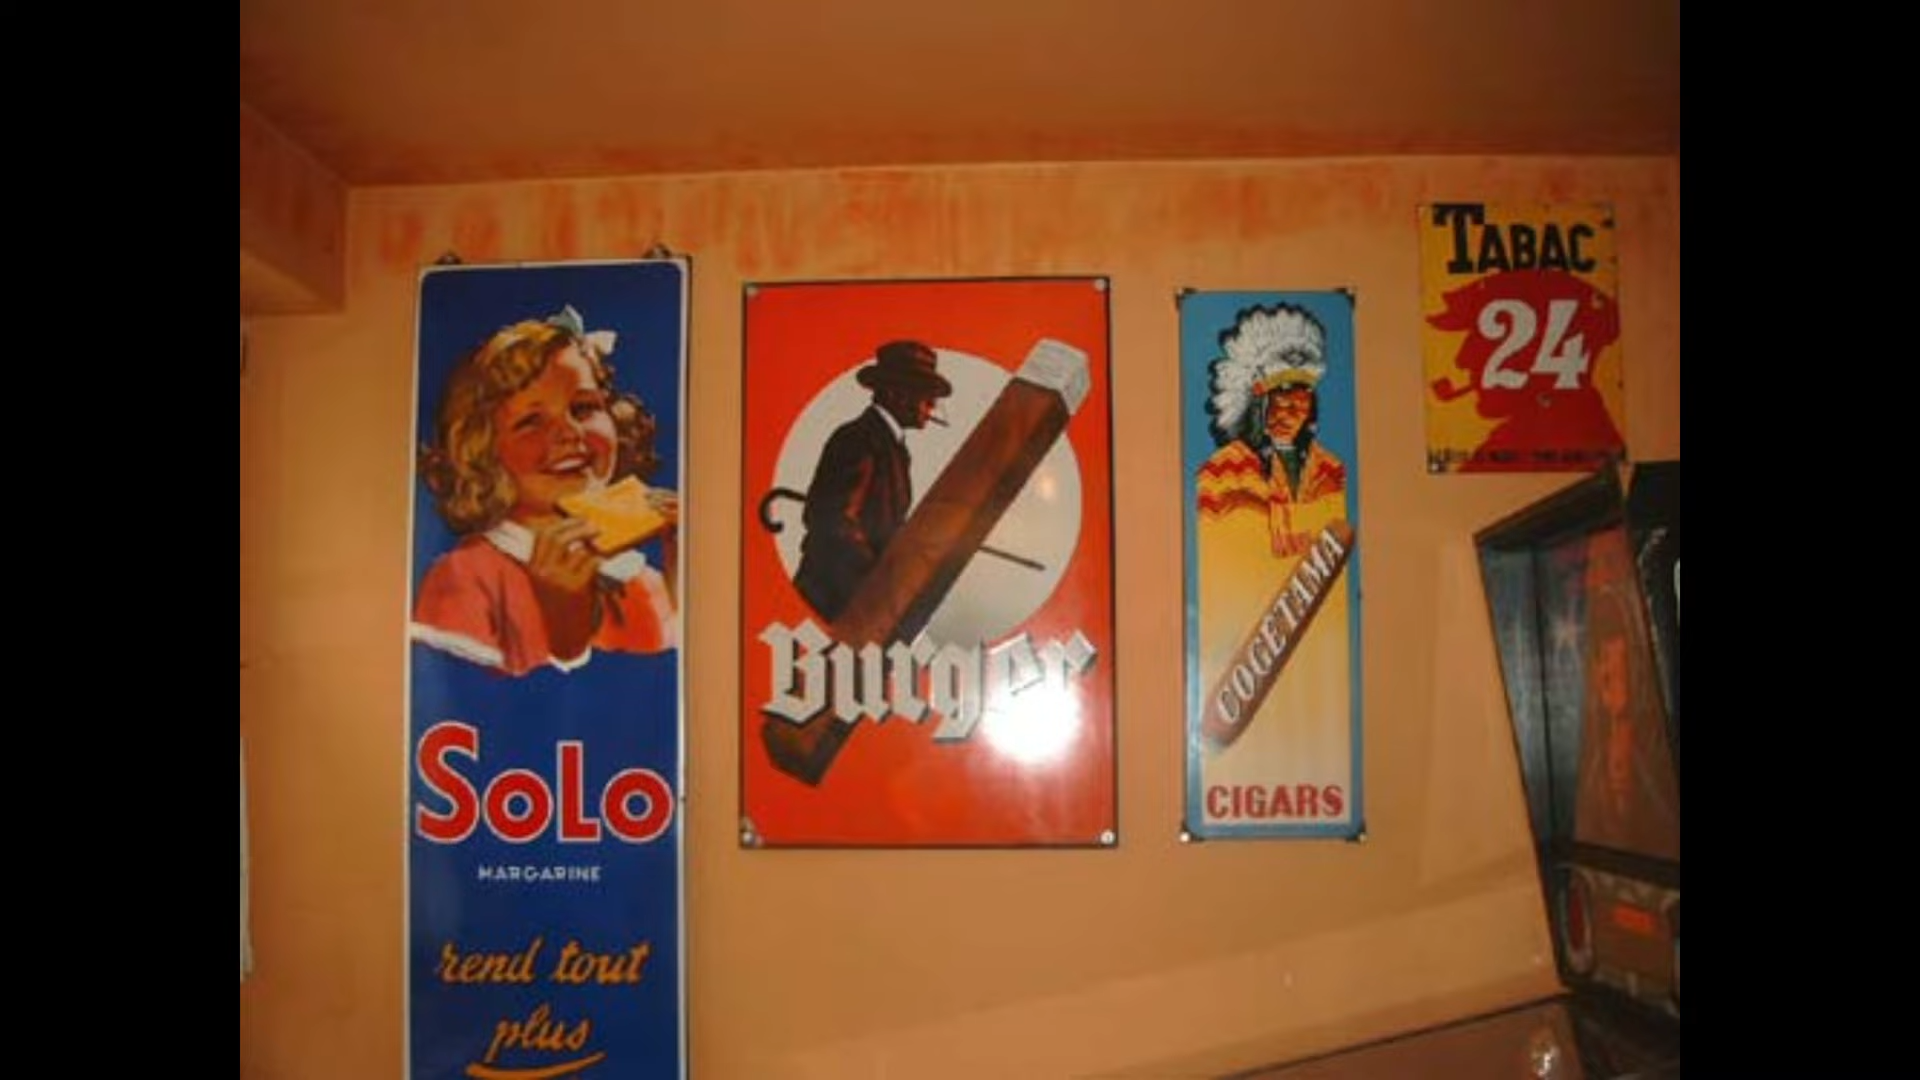 SoLo
MARGARINE
rend tout
plus
Burger
COGETAMA
CIGARS
TABAC
24